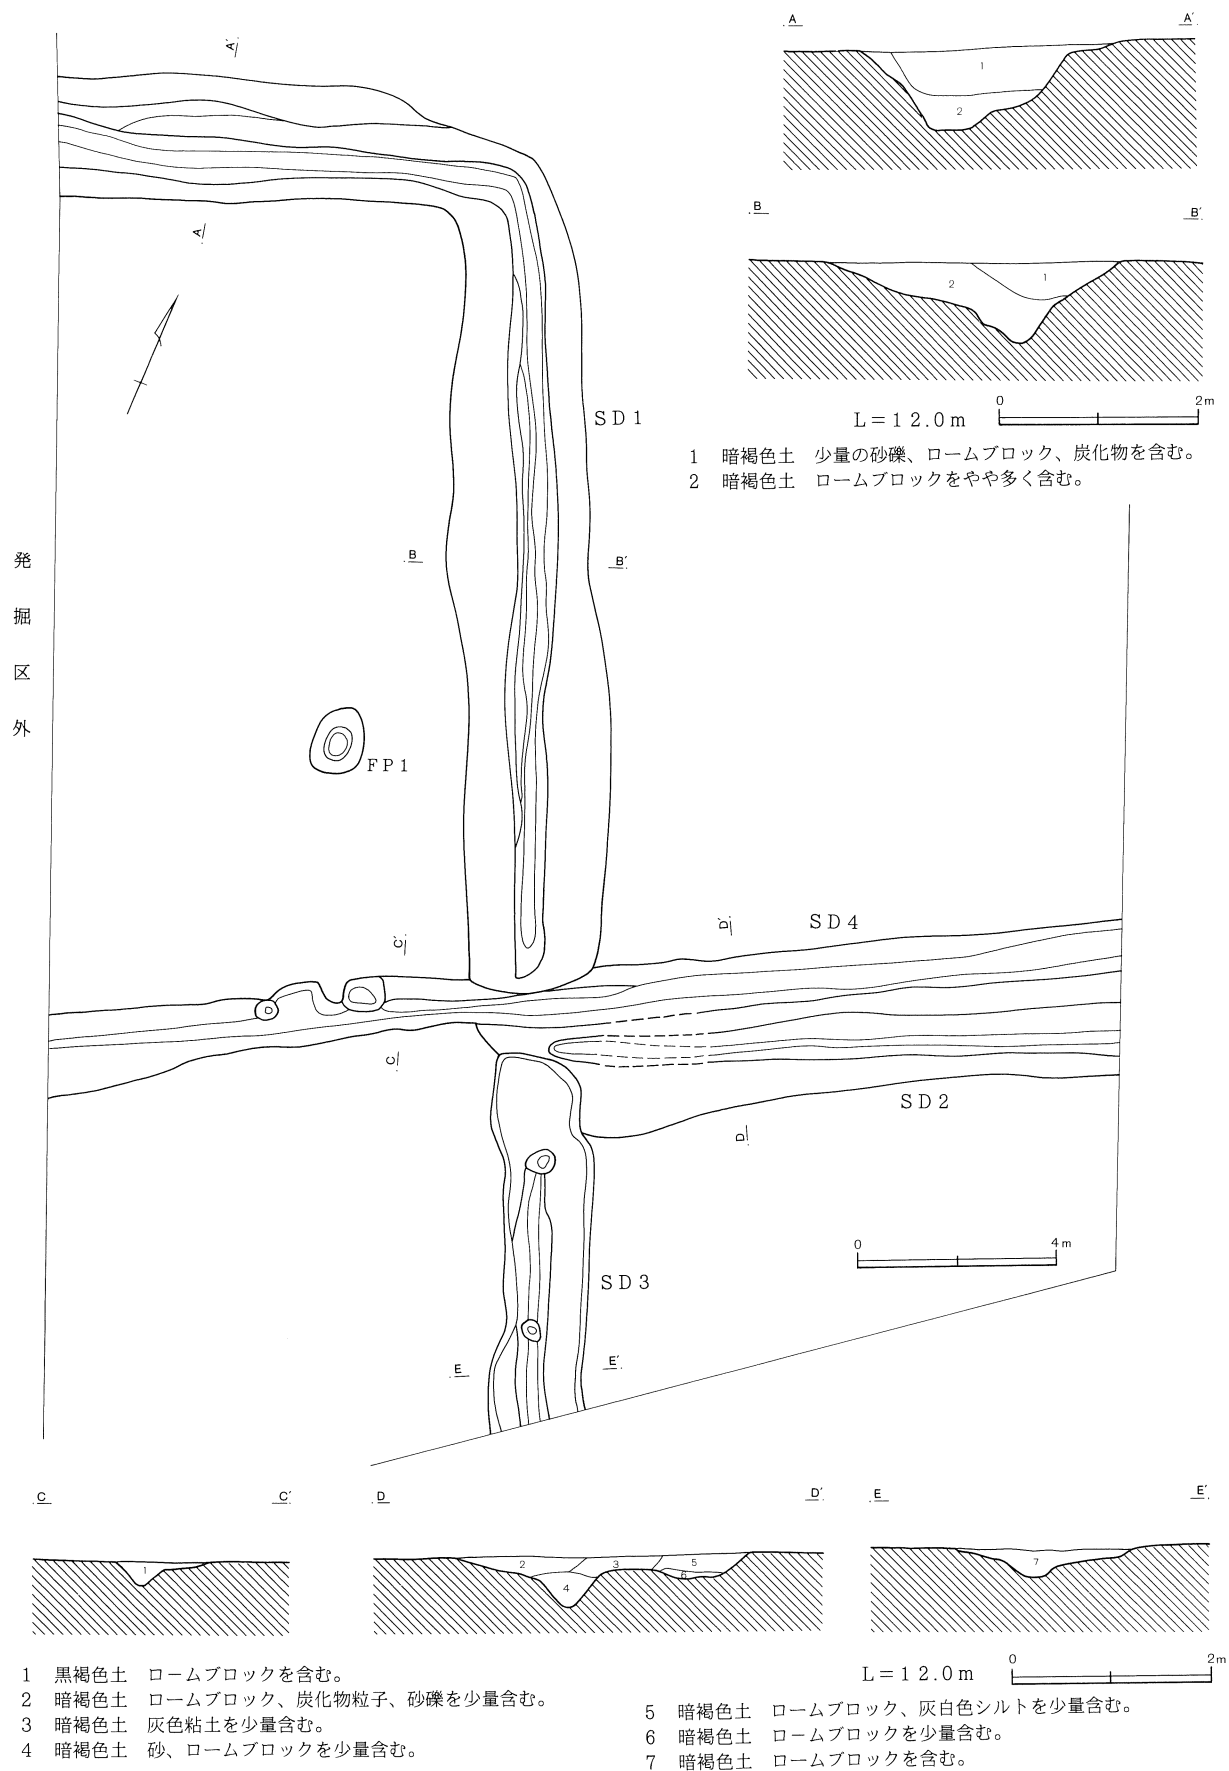 A A′
1
2
B B′
2 1
L=12.0m 0 2m
1 暗褐色土 少量の砂礫、ロームブロック、炭化物を含む。
2 暗褐色土 ロームブロックをやや多く含む。
A′
A
SD1
B B′
発掘区外
FP1
C′
D′
SD4
C
SD2
D
0 4m
SD3
E E′
C C′
1
D D′
2 3 5
4 6
E E′
7
L=12.0m 0 2m
1 黒褐色土 ロームブロックを含む。
2 暗褐色土 ロームブロック、炭化物粒子、砂礫を少量含む。
3 暗褐色土 灰色粘土を少量含む。
4 暗褐色土 砂、ロームブロックを少量含む。
5 暗褐色土 ロームブロック、灰白色シルトを少量含む。
6 暗褐色土 ロームブロックを少量含む。
7 暗褐色土 ロームブロックを含む。